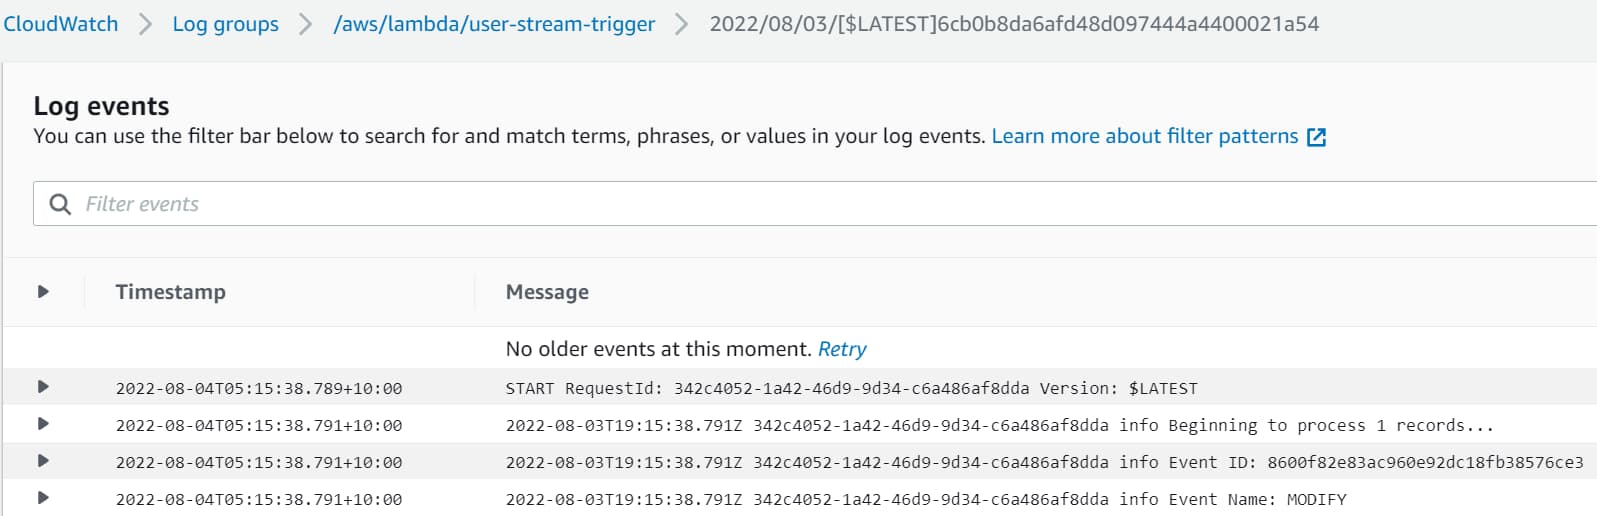 CloudWatch > Log groups > /aws/lambda/user-stream-trigger > 2022/08/03/[$LATEST]6cb0b8da6afd48d097444a4400021a54
Log events
You can use the filter bar below to search for and match terms, phrases, or values in your log events. Learn more about filter patterns
Filter events
Timestamp Message
No older events at this moment. Retry
2022-08-04T05:15:38.789+10:00 START RequestId: 342c4052-1a42-46d9-9d34-c6a486af8dda Version: $LATEST
2022-08-04T05:15:38.791+10:00 2022-08-03T19:15:38.791Z 342c4052-1a42-46d9-9d34-c6a486af8dda info Beginning to process 1 records...
2022-08-04T05:15:38.791+10:00 2022-08-03T19:15:38.791Z 342c4052-1a42-46d9-9d34-c6a486af8dda info Event ID: 8600f82e83ac960e92dc18fb38576ce3
2022-08-04T05:15:38.791+10:00 2022-08-03T19:15:38.791Z 342c4052-1a42-46d9-9d34-c6a486af8dda info Event Name: MODIFY